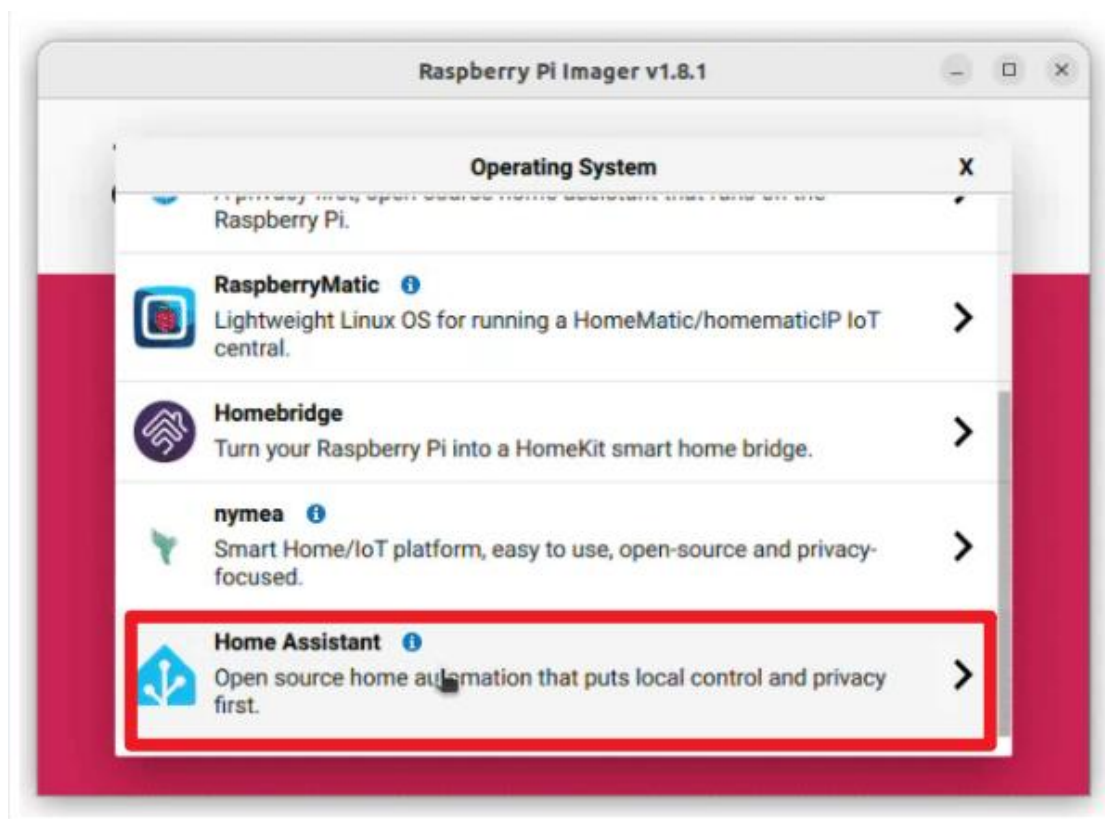 Raspberry Pi Imager v1.8.1
Operating System
X
Raspberry Pi.
RaspberryMatic
Lightweight Linux OS for running a HomeMatic/homematicIP IoT
central.
Homebridge
Turn your Raspberry Pi into a HomeKit smart home bridge.
nymea
Smart Home/IoT platform, easy to use, open-source and privacy-
focused.
Home Assistant
Open source home automation that puts local control and privacy
first.